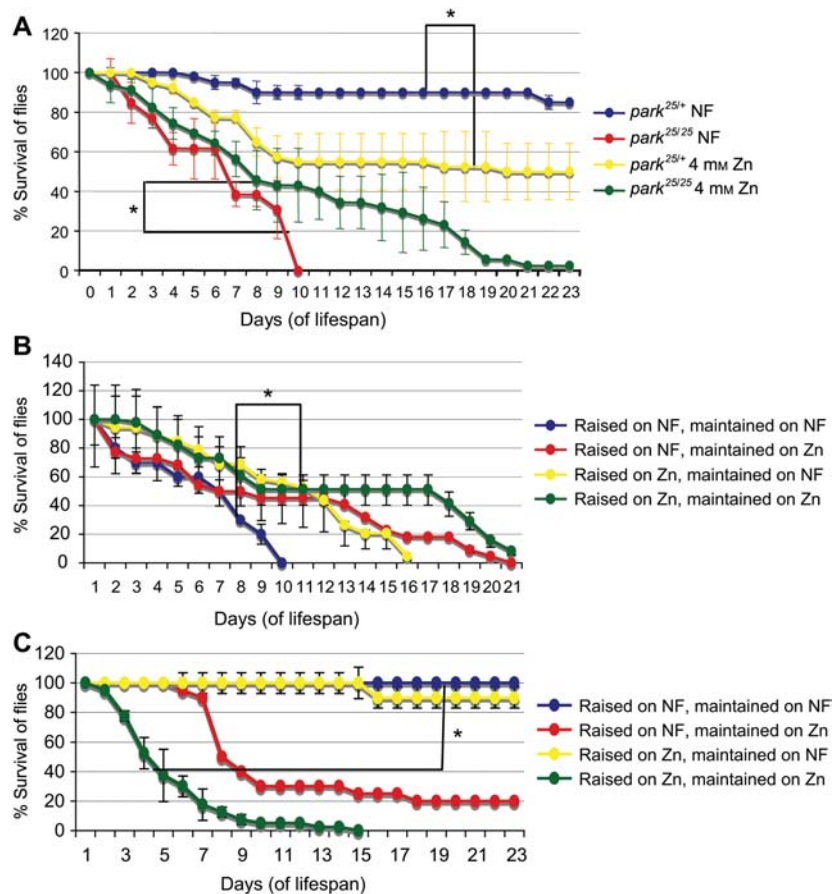 A
*
% Survival of flies
120
100
80
60
40
20
0
*
0 1 2 3 4 5 6 7 8 9 10 11 12 13 14 15 16 17 18 19 20 21 22 23
Days (of lifespan)
park25/+ NF
park25/25 NF
park25/+ 4 mM Zn
park25/25 4 mM Zn
B
% Survival of flies
140
120
100
80
60
40
20
0
*
1 2 3 4 5 6 7 8 9 10 11 12 13 14 15 16 17 18 19 20 21
Days (of lifespan)
Raised on NF, maintained on NF
Raised on NF, maintained on Zn
Raised on Zn, maintained on NF
Raised on Zn, maintained on Zn
C
% Survival of flies
120
100
80
60
40
20
0
*
1 3 5 7 9 11 13 15 17 19 21 23
Days (of lifespan)
Raised on NF, maintained on NF
Raised on NF, maintained on Zn
Raised on Zn, maintained on NF
Raised on Zn, maintained on Zn